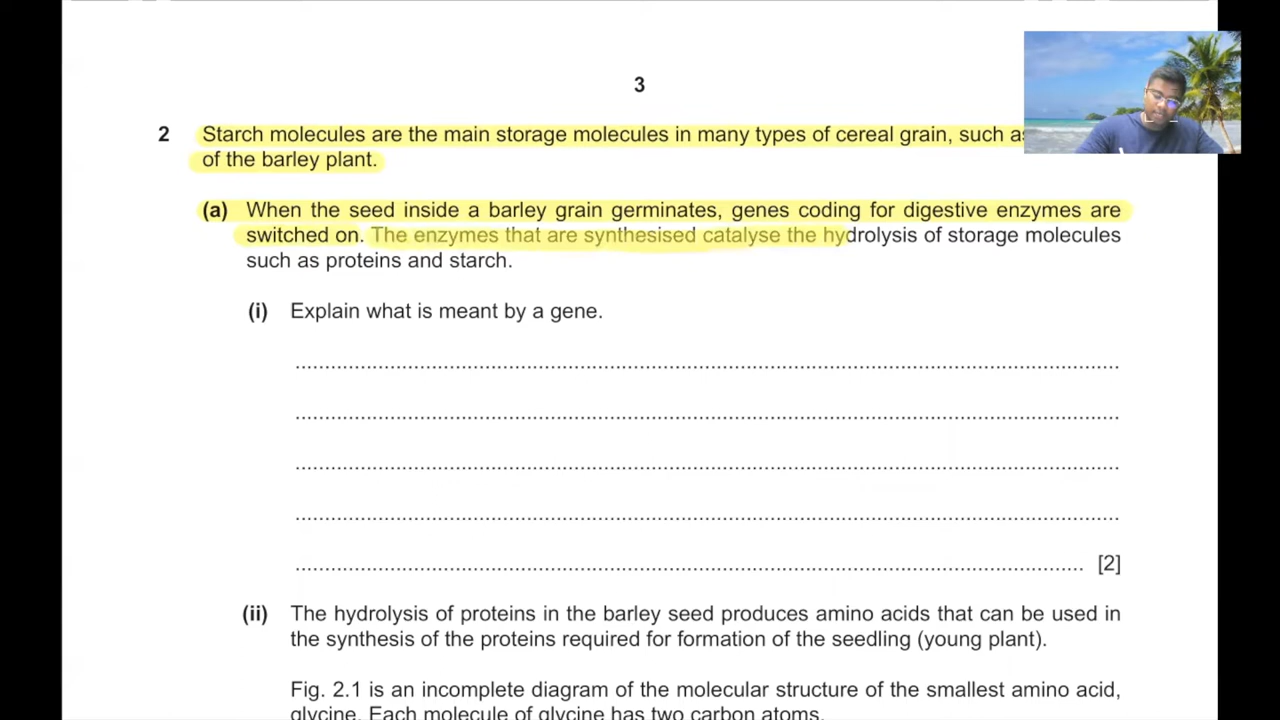 3
2 Starch molecules are the main storage molecules in many types of cereal grain, such
of the barley plant.
(a) When the seed inside a barley grain germinates, genes coding for digestive enzymes are
switched on. The enzymes that are synthesised catalyse the hydrolysis of storage molecules
such as proteins and starch.
(i) Explain what is meant by a gene.
....................................................................................................................................
....................................................................................................................................
....................................................................................................................................
....................................................................................................................................
.............................................................................................................................. [2]
(ii) The hydrolysis of proteins in the barley seed produces amino acids that can be used in
the synthesis of the proteins required for formation of the seedling (young plant).
Fig. 2.1 is an incomplete diagram of the molecular structure of the smallest amino acid,
glycine. Each molecule of glycine has two carbon atoms.